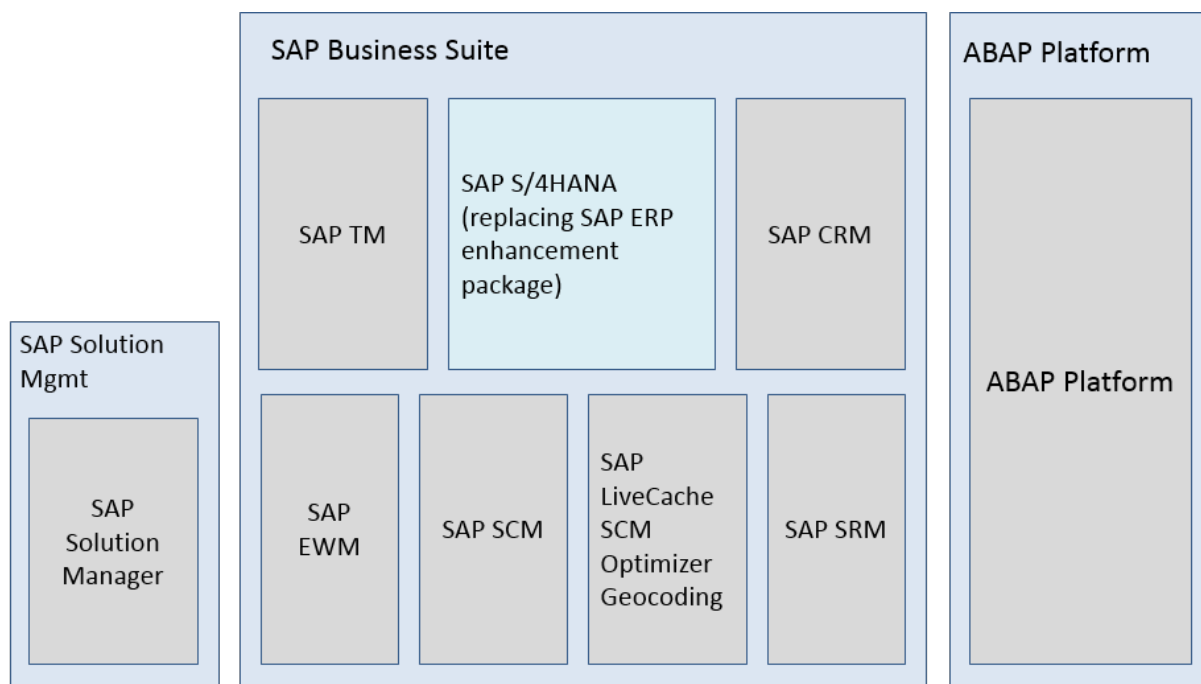 SAP Business Suite
ABAP Platform
SAP TM
SAP S/4HANA
(replacing SAP ERP
enhancement
package)
SAP CRM
ABAP Platform
SAP Solution
Mgmt
SAP
Solution
Manager
SAP
EWM
SAP SCM
SAP
LiveCache
SCM
Optimizer
Geocoding
SAP SRM